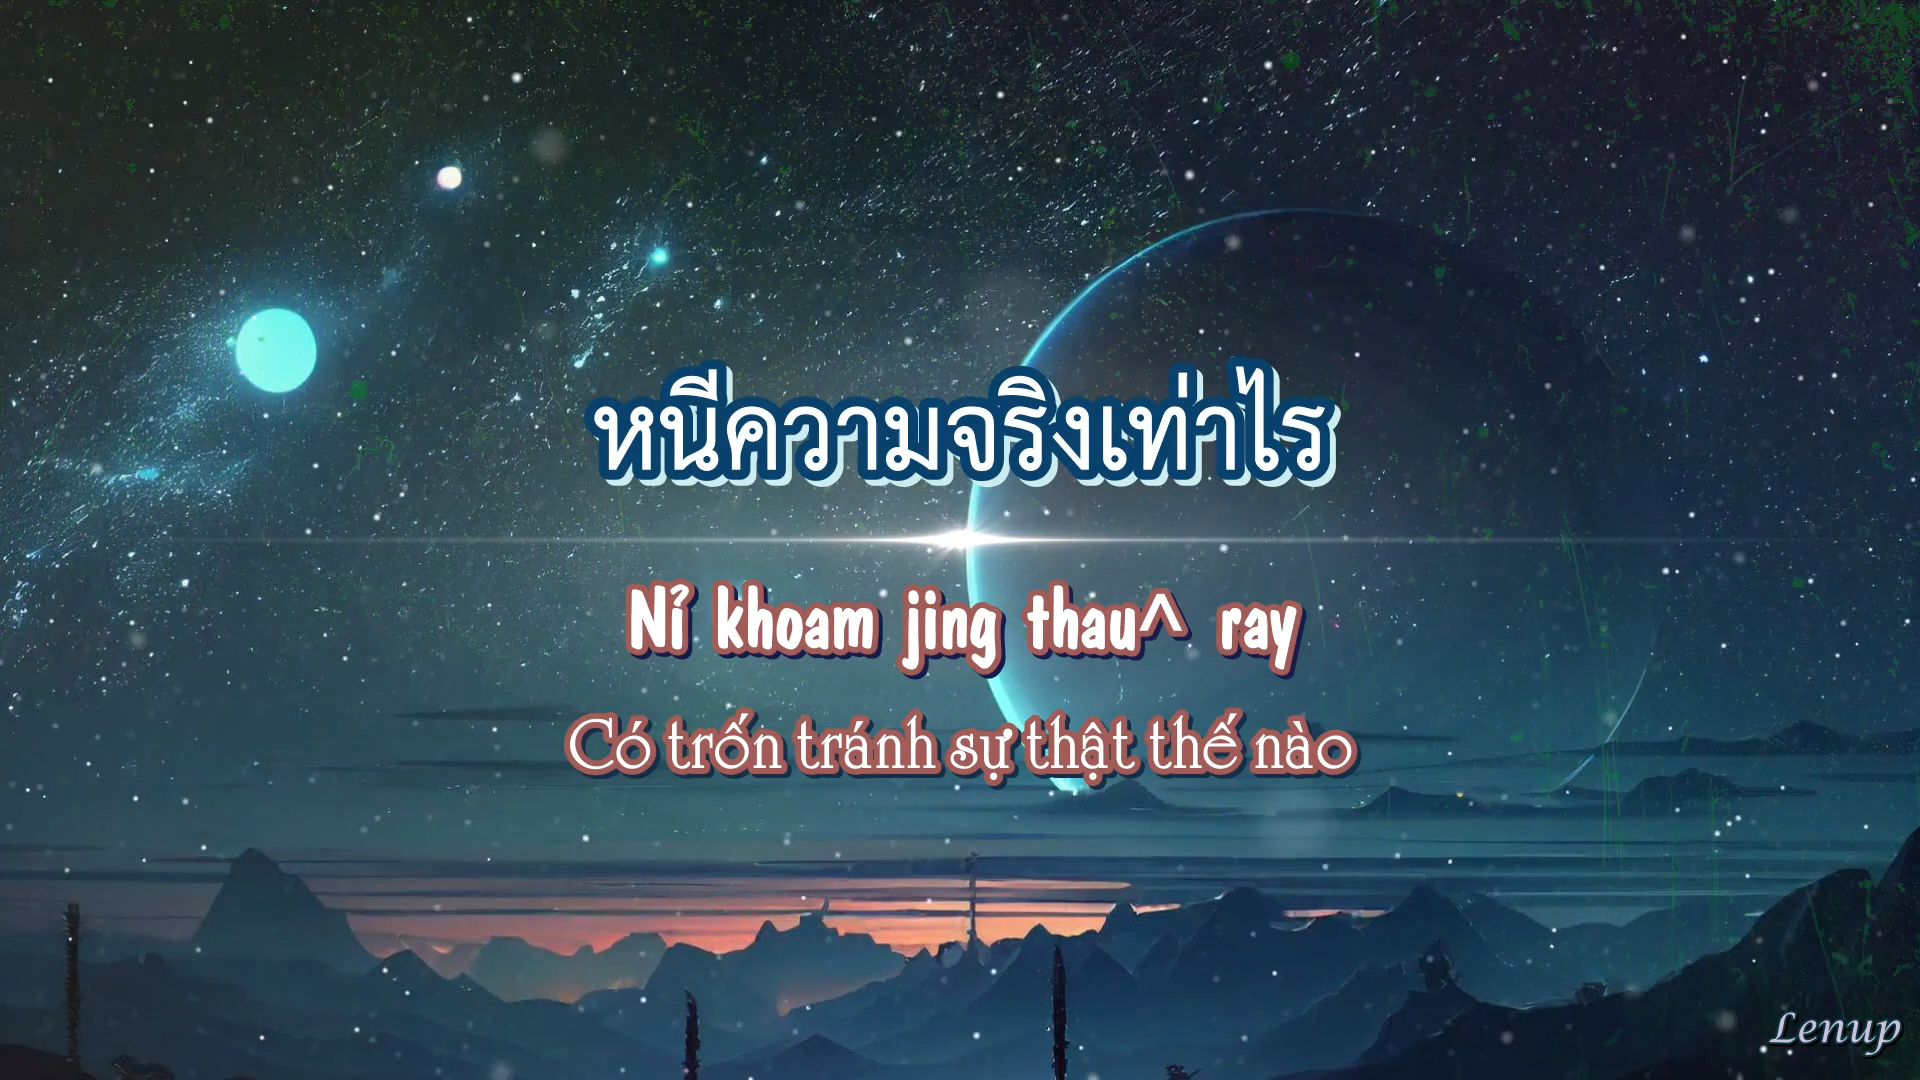 หนีความจริงเท่าไร
Nỉ khoam jing thau^ ray
Có trốn tránh sự thật thế nào
Lenup